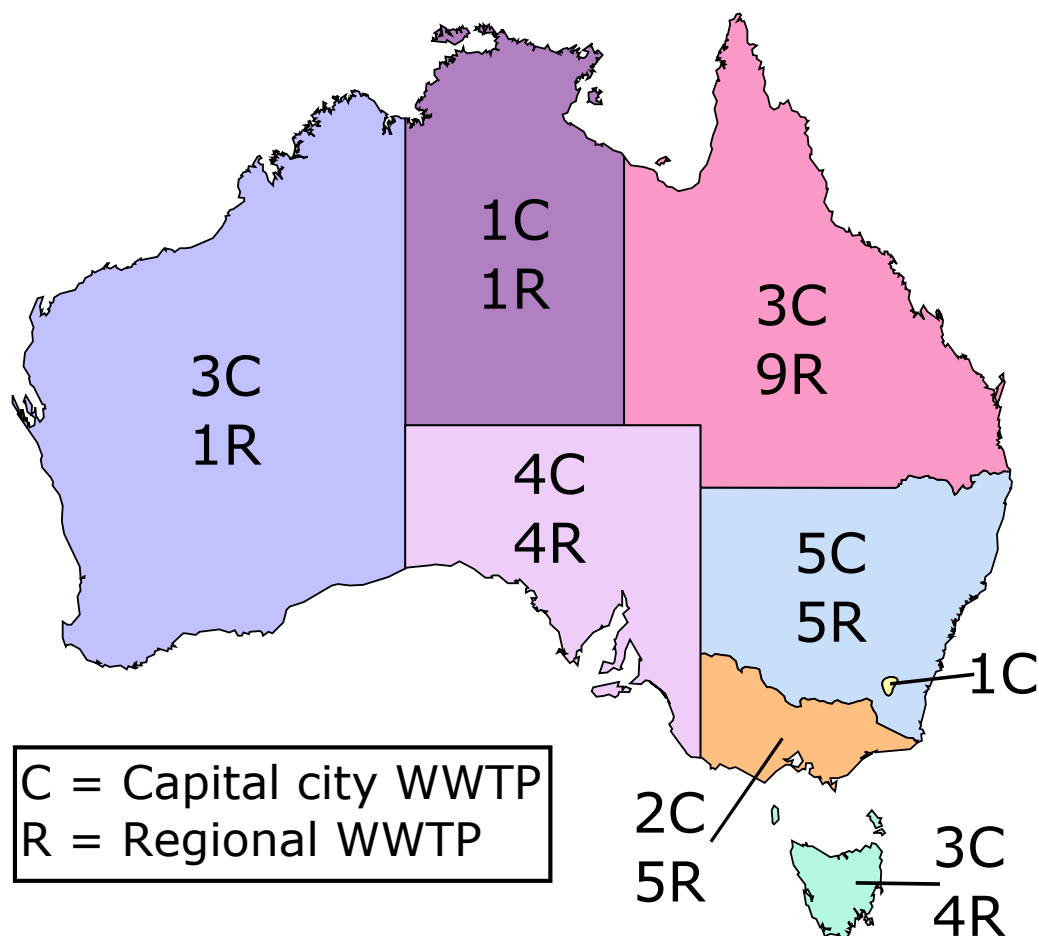 1C
1R
3C
9R
3C
1R
4C
4R
5C
5R
1C
C = Capital city WWTP
R = Regional WWTP
2C
5R
3C
4R